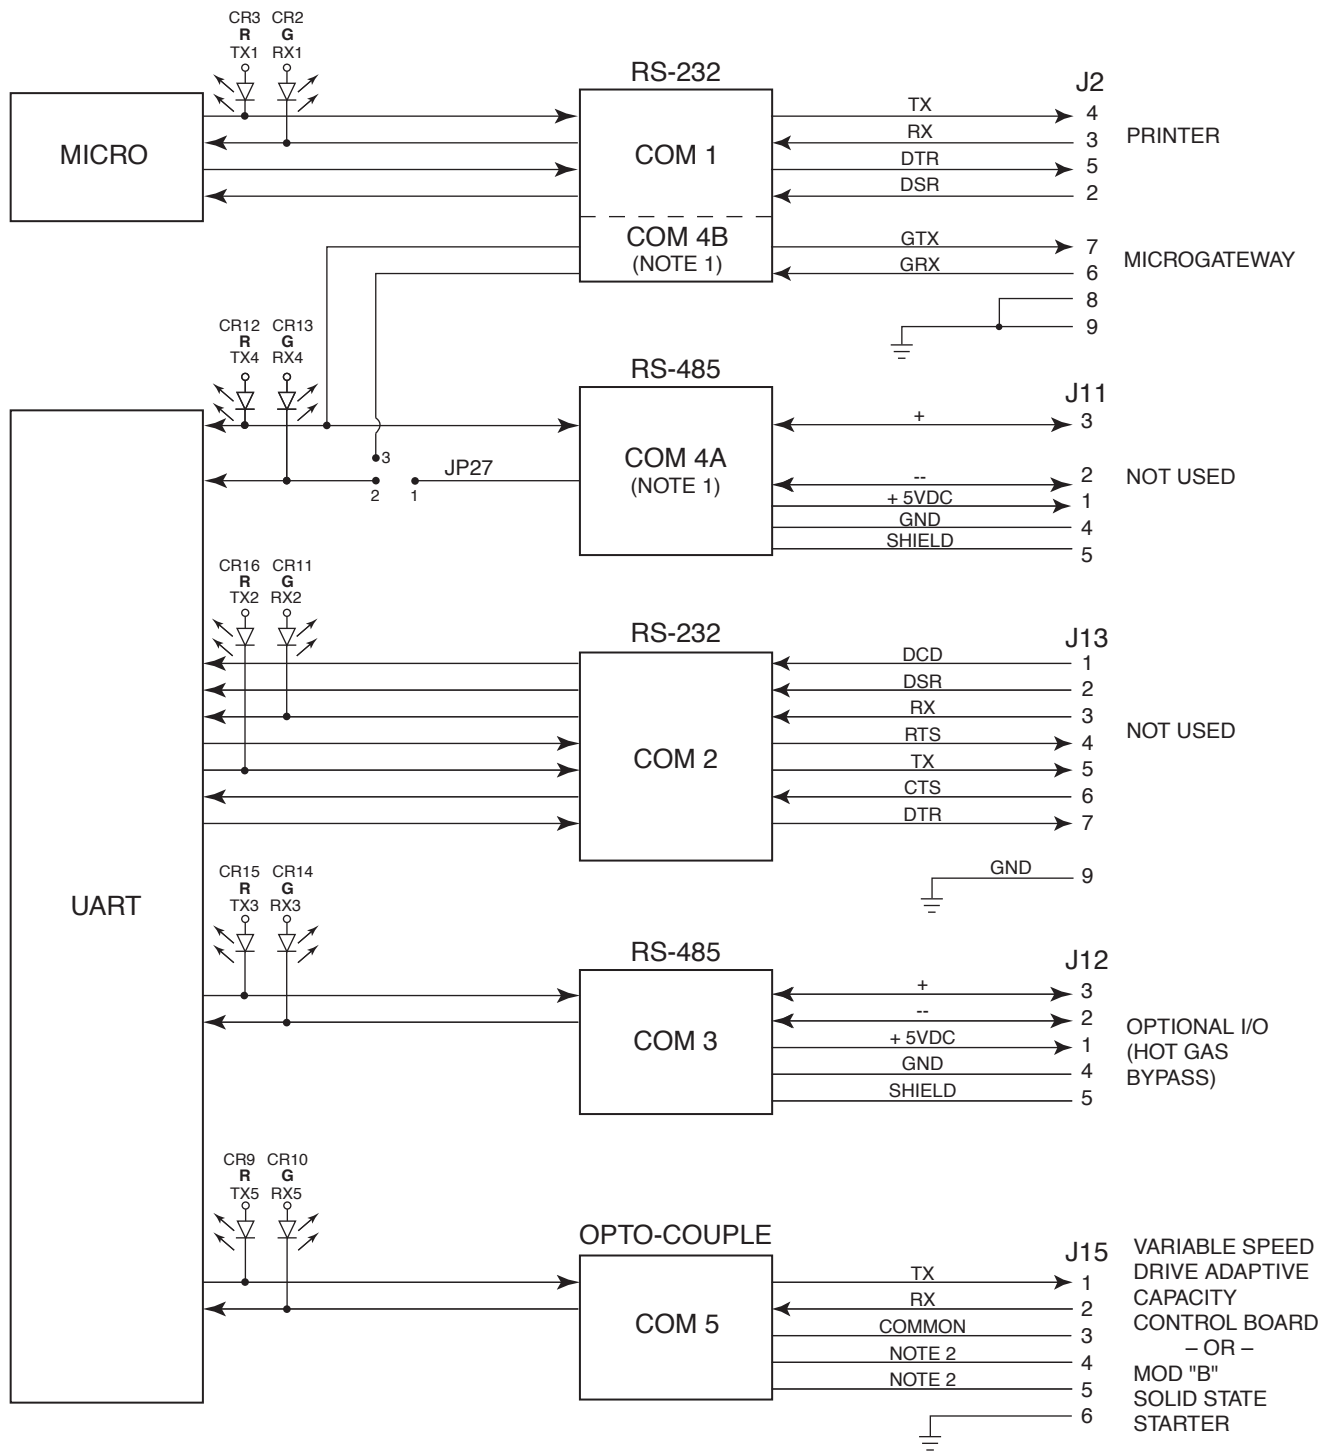 CR3 CR2
R G
TX1 RX1
MICRO
RS-232
COM 1
COM 4B
(NOTE 1)
J2
TX 4
RX 3
DTR 5
DSR 2
PRINTER
GTX 7
GRX 6
8
9
MICROGATEWAY
CR12 CR13
R G
TX4 RX4
RS-485
COM 4A
(NOTE 1)
3
JP27
2 1
J11
+ 3
-- 2
+ 5VDC 1
GND 4
SHIELD 5
NOT USED
UART
CR16 CR11
R G
TX2 RX2
RS-232
COM 2
J13
DCD 1
DSR 2
RX 3
RTS 4
TX 5
CTS 6
DTR 7
GND 9
NOT USED
CR15 CR14
R G
TX3 RX3
RS-485
COM 3
J12
+ 3
-- 2
+ 5VDC 1
GND 4
SHIELD 5
OPTIONAL I/O
(HOT GAS
BYPASS)
CR9 CR10
R G
TX5 RX5
OPTO-COUPLE
COM 5
J15
TX 1
RX 2
COMMON 3
NOTE 2 4
NOTE 2 5
6
VARIABLE SPEED
DRIVE ADAPTIVE
CAPACITY
CONTROL BOARD
– OR –
MOD "B"
SOLID STATE
STARTER